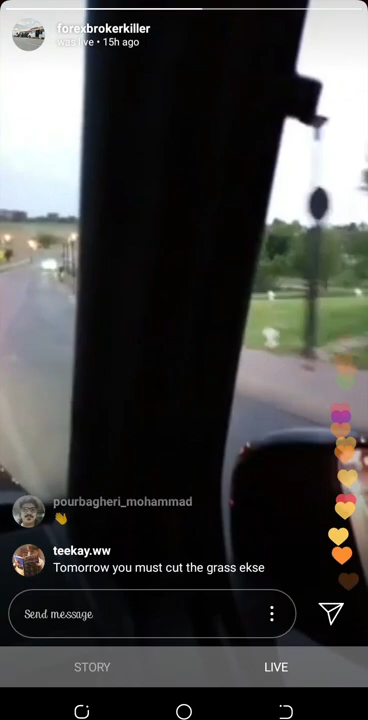 forexbrokerkiller
was live • 15h ago
pourbagheri_mohammad
👏
teekay.ww
Tomorrow you must cut the grass ekse
Send message
STORY LIVE